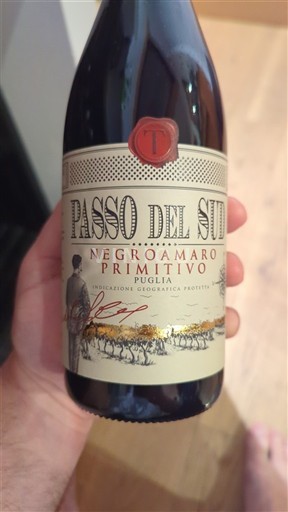 T
PASSO DEL SUD
NEGROAMARO
PRIMITIVO
PUGLIA
INDICAZIONE GEOGRAFICA PROTETTA